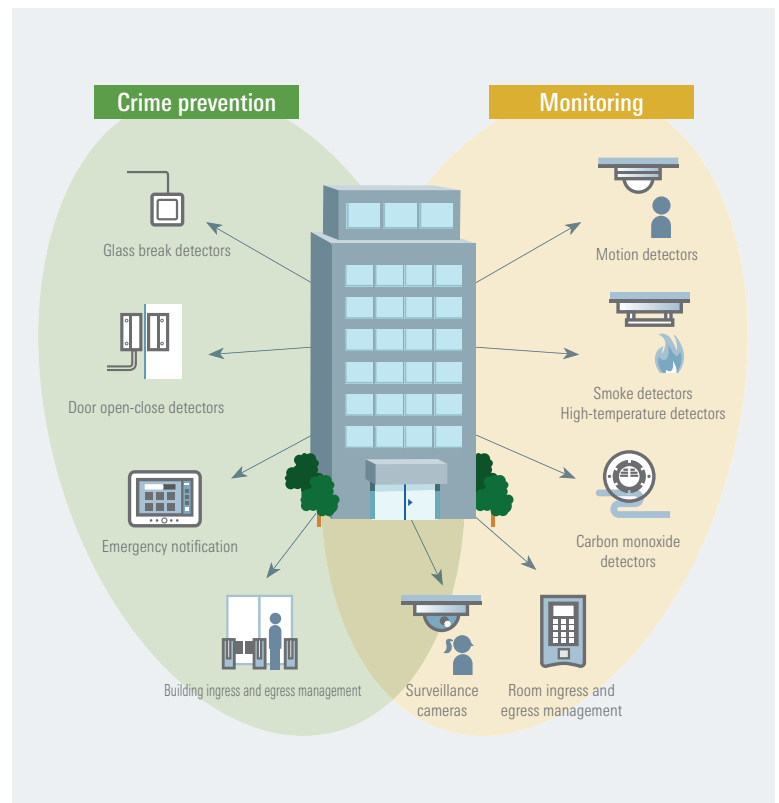 Crime prevention
Monitoring
Glass break detectors
Motion detectors
Door open-close detectors
Smoke detectors
High-temperature detectors
Emergency notification
Carbon monoxide
detectors
Building ingress and egress management
Surveillance
cameras
Room ingress and
egress management